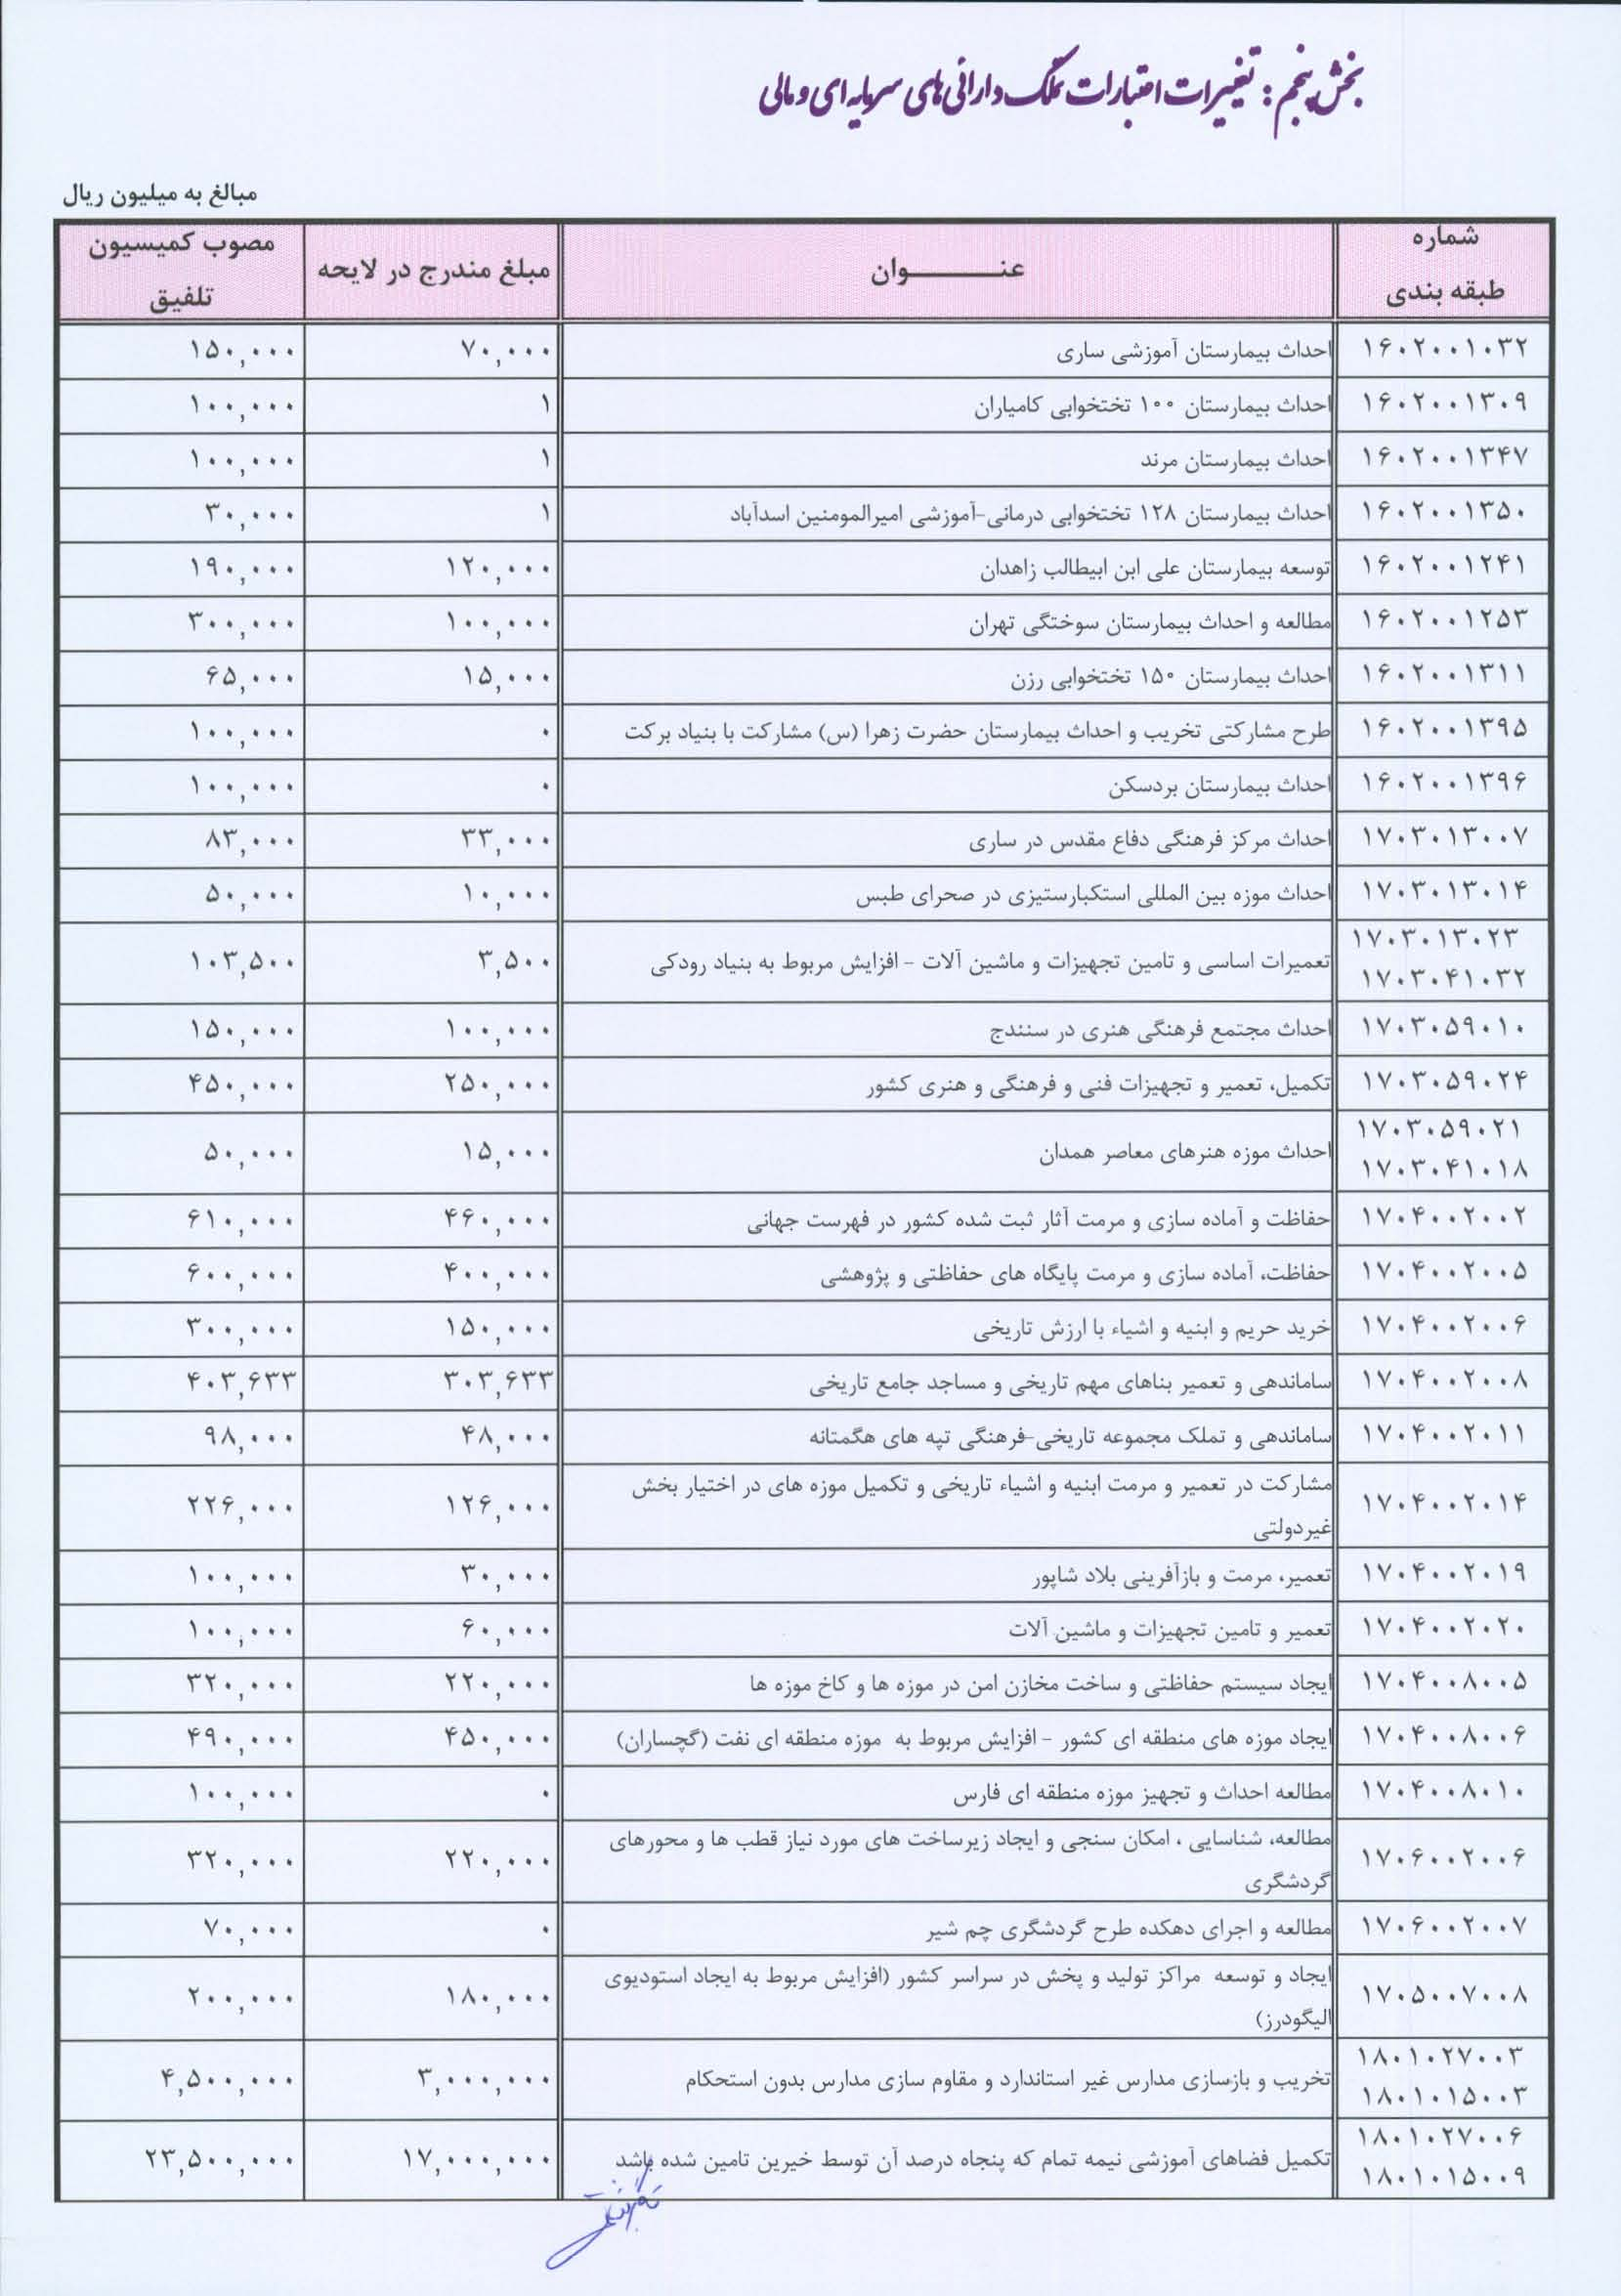 بخش پنجم : تغییرات اعتبارات تملک دارائی های سرمایه ای و مالی
مبالغ به میلیون ریال
شماره طبقه بندی عنـــــــوان مبلغ مندرج در لایحه مصوب کمیسیون تلفیق
۱۶۰۲۰۰۱۰۳۲ احداث بیمارستان آموزشی ساری ۷۰,۰۰۰ ۱۵۰,۰۰۰
۱۶۰۲۰۰۱۳۰۹ احداث بیمارستان ۱۰۰ تختخوابی کامیاران ۱ ۱۰۰,۰۰۰
۱۶۰۲۰۰۱۳۴۷ احداث بیمارستان مرند ۱ ۱۰۰,۰۰۰
۱۶۰۲۰۰۱۳۵۰ احداث بیمارستان ۱۲۸ تختخوابی درمانی-آموزشی امیرالمومنین اسدآباد ۱ ۳۰,۰۰۰
۱۶۰۲۰۰۱۲۴۱ توسعه بیمارستان علی ابن ابیطالب زاهدان ۱۲۰,۰۰۰ ۱۹۰,۰۰۰
۱۶۰۲۰۰۱۲۵۳ مطالعه و احداث بیمارستان سوختگی تهران ۱۰۰,۰۰۰ ۳۰۰,۰۰۰
۱۶۰۲۰۰۱۳۱۱ احداث بیمارستان ۱۵۰ تختخوابی رزن ۱۵,۰۰۰ ۶۵,۰۰۰
۱۶۰۲۰۰۱۳۹۵ طرح مشارکتی تخریب و احداث بیمارستان حضرت زهرا (س) مشارکت با بنیاد برکت ۰ ۱۰۰,۰۰۰
۱۶۰۲۰۰۱۳۹۶ احداث بیمارستان بردسکن ۰ ۱۰۰,۰۰۰
۱۷۰۳۰۱۳۰۰۷ احداث مرکز فرهنگی دفاع مقدس در ساری ۳۳,۰۰۰ ۸۳,۰۰۰
۱۷۰۳۰۱۳۰۱۴ احداث موزه بین المللی استکبارستیزی در صحرای طبس ۱۰,۰۰۰ ۵۰,۰۰۰
۱۷۰۳۰۱۳۰۲۳
۱۷۰۳۰۴۱۰۳۲ تعمیرات اساسی و تامین تجهیزات و ماشین آلات - افزایش مربوط به بنیاد رودکی ۳,۵۰۰ ۱۰۳,۵۰۰
۱۷۰۳۰۵۹۰۱۰ احداث مجتمع فرهنگی هنری در سنندج ۱۰۰,۰۰۰ ۱۵۰,۰۰۰
۱۷۰۳۰۵۹۰۲۴ تکمیل، تعمیر و تجهیزات فنی و فرهنگی و هنری کشور ۲۵۰,۰۰۰ ۴۵۰,۰۰۰
۱۷۰۳۰۵۹۰۲۱
۱۷۰۳۰۴۱۰۱۸ احداث موزه هنرهای معاصر همدان ۱۵,۰۰۰ ۵۰,۰۰۰
۱۷۰۴۰۰۲۰۰۲ حفاظت و آماده سازی و مرمت آثار ثبت شده کشور در فهرست جهانی ۴۶۰,۰۰۰ ۶۱۰,۰۰۰
۱۷۰۴۰۰۲۰۰۵ حفاظت، آماده سازی و مرمت پایگاه های حفاظتی و پژوهشی ۴۰۰,۰۰۰ ۶۰۰,۰۰۰
۱۷۰۴۰۰۲۰۰۶ خرید حریم و ابنیه و اشیاء با ارزش تاریخی ۱۵۰,۰۰۰ ۳۰۰,۰۰۰
۱۷۰۴۰۰۲۰۰۸ ساماندهی و تعمیر بناهای مهم تاریخی و مساجد جامع تاریخی ۳۰۳,۶۳۳ ۴۰۳,۶۳۳
۱۷۰۴۰۰۲۰۱۱ ساماندهی و تملک مجموعه تاریخی-فرهنگی تپه های هگمتانه ۴۸,۰۰۰ ۹۸,۰۰۰
۱۷۰۴۰۰۲۰۱۴ مشارکت در تعمیر و مرمت ابنیه و اشیاء تاریخی و تکمیل موزه های در اختیار بخش
غیردولتی ۱۲۶,۰۰۰ ۲۲۶,۰۰۰
۱۷۰۴۰۰۲۰۱۹ تعمیر، مرمت و بازآفرینی بلاد شاپور ۳۰,۰۰۰ ۱۰۰,۰۰۰
۱۷۰۴۰۰۲۰۲۰ تعمیر و تامین تجهیزات و ماشین آلات ۶۰,۰۰۰ ۱۰۰,۰۰۰
۱۷۰۴۰۰۸۰۰۵ ایجاد سیستم حفاظتی و ساخت مخازن امن در موزه ها و کاخ موزه ها ۲۲۰,۰۰۰ ۳۲۰,۰۰۰
۱۷۰۴۰۰۸۰۰۶ ایجاد موزه های منطقه ای کشور - افزایش مربوط به موزه منطقه ای نفت (گچساران) ۴۵۰,۰۰۰ ۴۹۰,۰۰۰
۱۷۰۴۰۰۸۰۱۰ مطالعه احداث و تجهیز موزه منطقه ای فارس ۰ ۱۰۰,۰۰۰
۱۷۰۶۰۰۲۰۰۶ مطالعه، شناسایی ، امکان سنجی و ایجاد زیرساخت های مورد نیاز قطب ها و محورهای
گردشگری ۲۲۰,۰۰۰ ۳۲۰,۰۰۰
۱۷۰۶۰۰۲۰۰۷ مطالعه و اجرای دهکده طرح گردشگری چم شیر ۰ ۷۰,۰۰۰
۱۷۰۵۰۰۷۰۰۸ ایجاد و توسعه مراکز تولید و پخش در سراسر کشور (افزایش مربوط به ایجاد استودیوی
الیگودرز) ۱۸۰,۰۰۰ ۲۰۰,۰۰۰
۱۸۰۱۰۲۷۰۰۳
۱۸۰۱۰۱۵۰۰۳ تخریب و بازسازی مدارس غیر استاندارد و مقاوم سازی مدارس بدون استحکام ۳,۰۰۰,۰۰۰ ۴,۵۰۰,۰۰۰
۱۸۰۱۰۲۷۰۰۶
۱۸۰۱۰۱۵۰۰۹ تکمیل فضاهای آموزشی نیمه تمام که پنجاه درصد آن توسط خیرین تامین شده باشد ۱۷,۰۰۰,۰۰۰ ۲۳,۵۰۰,۰۰۰